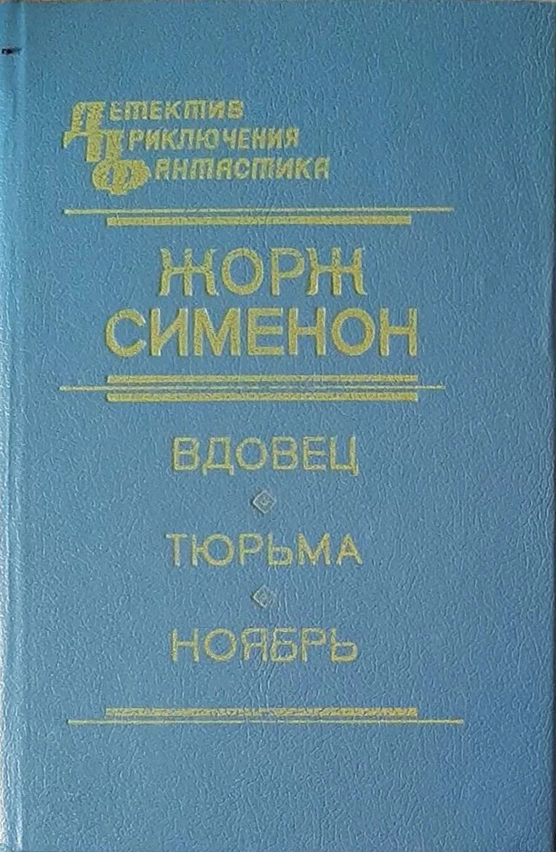 ДЕТЕКТИВ
ПРИКЛЮЧЕНИЯ
ФАНТАСТИКА
ЖОРЖ
СИМЕНОН
ВДОВЕЦ
ТЮРЬМА
НОЯБРЬ